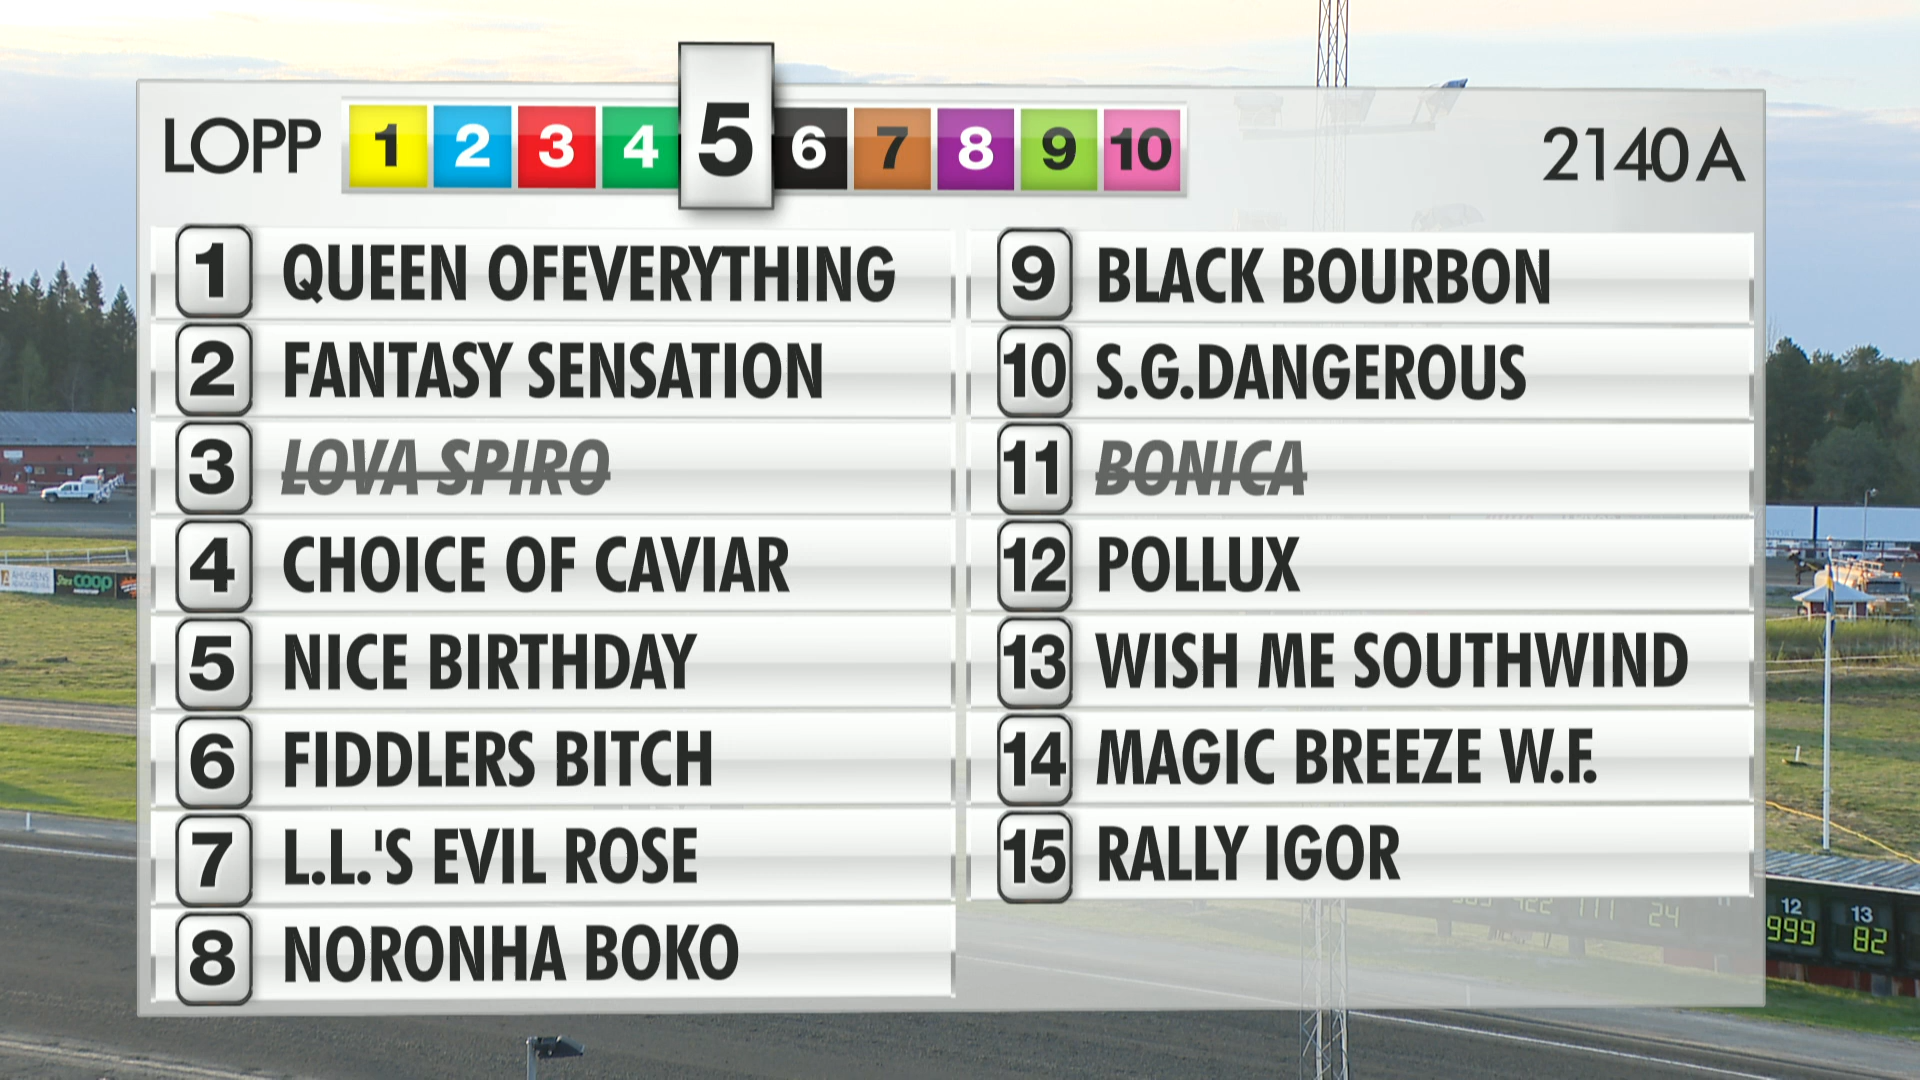 LOPP 1 2 3 4 5 6 7 8 9 10 2140 A
1 QUEEN OFEVERYTHING
2 FANTASY SENSATION
3 LOVA SPIRO
4 CHOICE OF CAVIAR
5 NICE BIRTHDAY
6 FIDDLERS BITCH
7 L.L.'S EVIL ROSE
8 NORONHA BOKO
9 BLACK BOURBON
10 S.G.DANGEROUS
11 BONICA
12 POLLUX
13 WISH ME SOUTHWIND
14 MAGIC BREEZE W.F.
15 RALLY IGOR
coop
12 13
999 82